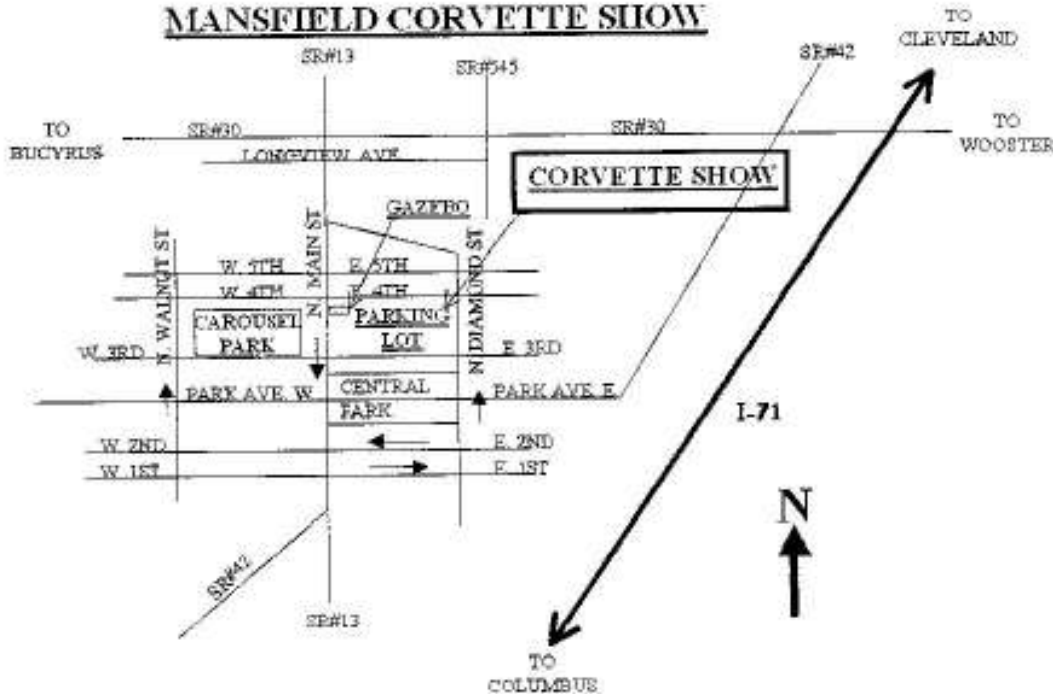 MANSFIELD CORVETTE SHOW
TO
CLEVELAND
SR#13
SR#545
SR#42
TO
BUCYRUS
SR#30
SR#30
TO
WOOSTER
LONGVIEW AVE
CORVETTE SHOW
GAZEBO
N. WALNUT ST
N. MAIN ST
N DIAMOND ST
W. 5TH
E. 5TH
W. 4TH
E. 4TH
CAROUSEL
PARK
PARKING
LOT
W. 3RD
E 3RD
PARK AVE. W.
CENTRAL
PARK
PARK AVE. E.
I-71
W. 2ND
E. 2ND
W. 1ST
E. 1ST
N
SR#42
SR#13
TO
COLUMBUS